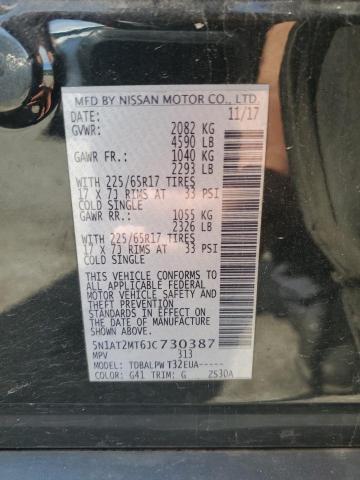 MFD BY NISSAN MOTOR CO., LTD.
DATE: 11/17
GVWR: 2082 KG
4590 LB
GAWR FR: 1040 KG
2293 LB
WITH 225/65R17 TIRES
17 X 7J RIMS AT 33 PSI
COLD SINGLE
GAWR RR: 1055 KG
2326 LB
WITH 225/65R17 TIRES
17 X 7J RIMS AT 33 PSI
COLD SINGLE
THIS VEHICLE CONFORMS TO
ALL APPLICABLE FEDERAL
MOTOR VEHICLE SAFETY AND
THEFT PREVENTION
STANDARDS IN EFFECT ON
THE DATE OF MANUFACTURE
SHOWN ABOVE.
5N1AT2MT6JC730387
MPV 313
MODEL: TDBALPW T32EUA-----
COLOR: G41 TRIM: G ZS30A